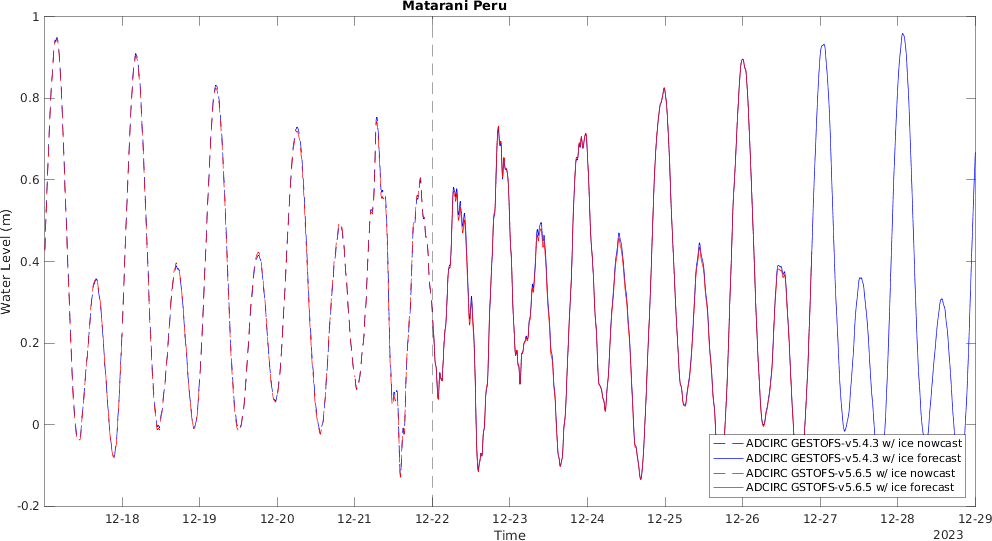 Matarani Peru
Water Level (m)
1
0.8
0.6
0.4
0.2
0
-0.2
12-18
12-19
12-20
12-21
12-22
12-23
12-24
12-25
12-26
12-27
12-28
12-29
Time
2023
ADCIRC GESTOFS-v5.4.3 w/ ice nowcast
ADCIRC GESTOFS-v5.4.3 w/ ice forecast
ADCIRC GSTOFS-v5.6.5 w/ ice nowcast
ADCIRC GSTOFS-v5.6.5 w/ ice forecast